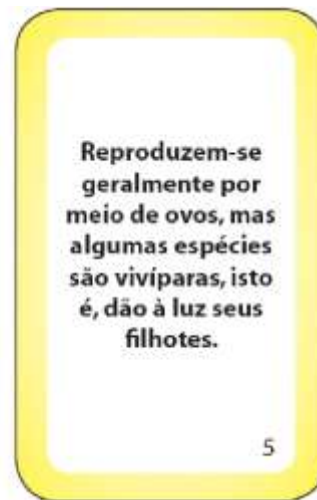 Reproduzem-se
geralmente por
meio de ovos, mas
algumas espécies
são vivíparas, isto
é, dão à luz seus
filhotes.
5